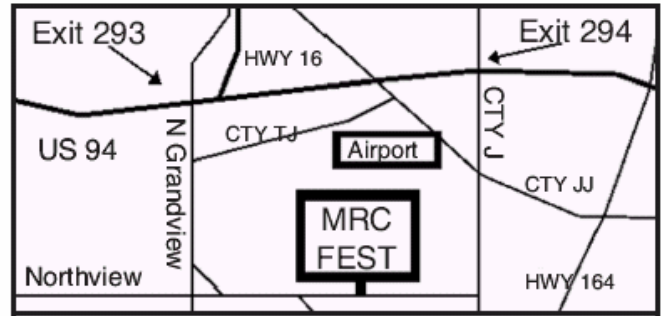 Exit 293
Exit 294
HWY 16
US 94
N Grandview
CTY TJ
Airport
CTY J
CTY JJ
MRC
FEST
Northview
HWY 164